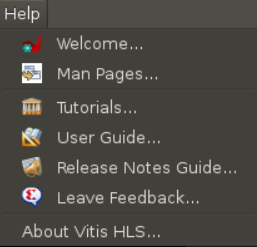 Help
Welcome...
Man Pages...
Tutorials...
User Guide...
Release Notes Guide...
Leave Feedback...
About Vitis HLS...